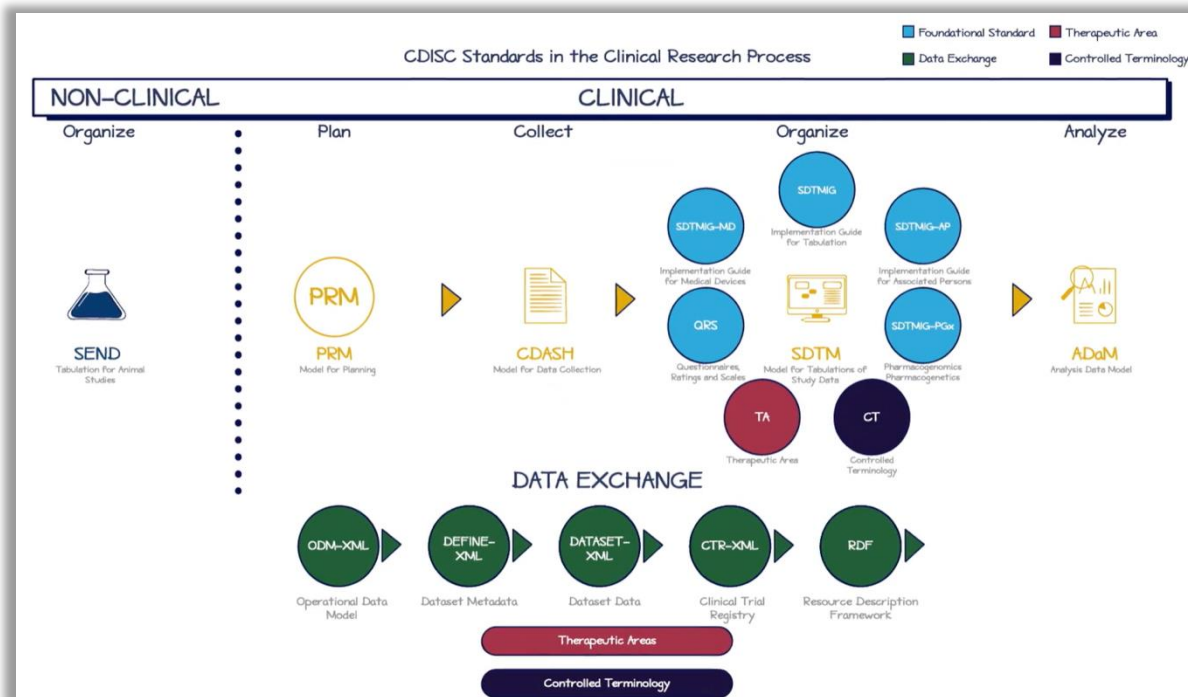 Foundational Standard
Therapeutic Area
CDISC Standards in the Clinical Research Process
Data Exchange
Controlled Terminology
NON-CLINICAL
CLINICAL
Organize
Plan
Collect
Organize
Analyze
SDTMIG
Implementation Guide
for Tabulation
SDTMIG-MD
Implementation Guide
for Medical Devices
SDTMIG-AP
Implementation Guide
for Associated Persons
QRS
Questionnaires,
Ratings and Scales
SDTMIG-PGx
Pharmacogenomics
Pharmacogenetics
SEND
Tabulation for Animal
Studies
PRM
PRM
Model for Planning
CDASH
Model for Data Collection
SDTM
Model for Tabulations of
Study Data
ADaM
Analysis Data Model
TA
Therapeutic Area
CT
Controlled
Terminology
DATA EXCHANGE
ODM-XML
Operational Data
Model
DEFINE-
XML
Dataset Metadata
DATASET-
XML
Dataset Data
CTR-XML
Clinical Trial
Registry
RDF
Resource Description
Framework
Therapeutic Areas
Controlled Terminology